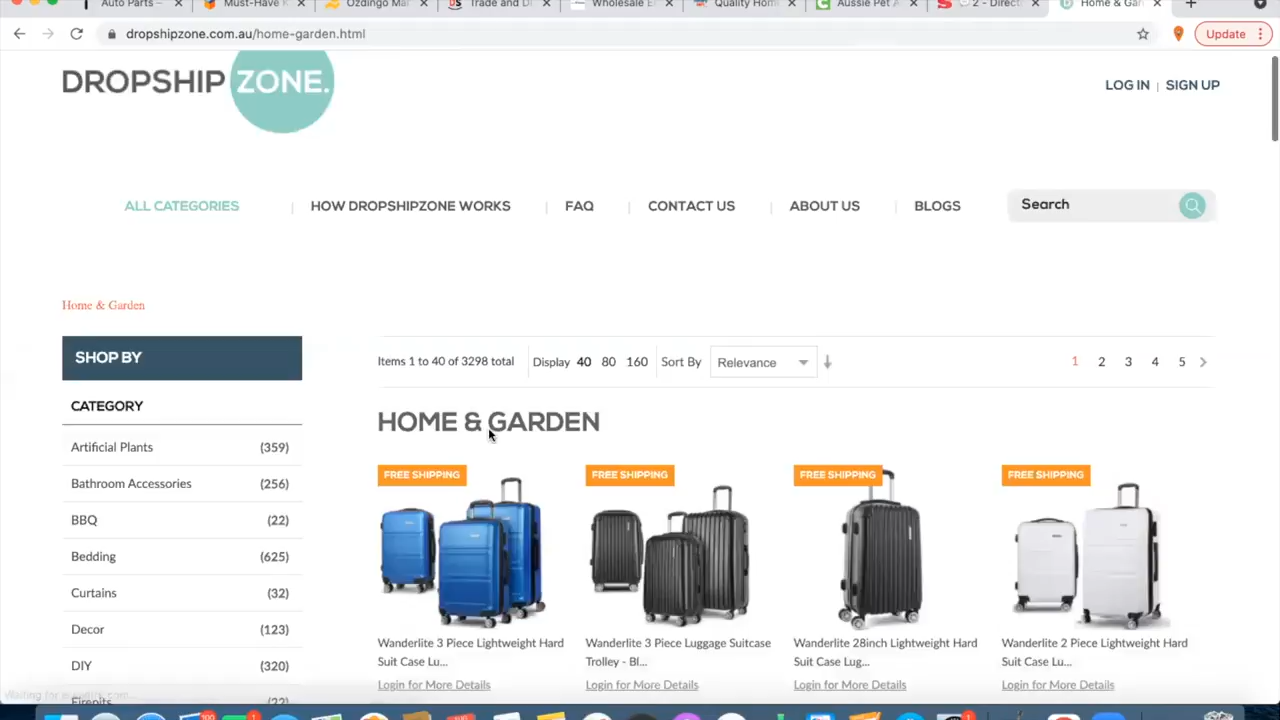 Auto Parts –
Must-Have K
Ozdingo Mar
Trade and D
Wholesale E
Quality Hom
Aussie Pet A
2 - Direct
Home & Gar
dropshipzone.com.au/home-garden.html
Update
DROPSHIP ZONE.
LOG IN | SIGN UP
ALL CATEGORIES
HOW DROPSHIPZONE WORKS
FAQ
CONTACT US
ABOUT US
BLOGS
Search
Home & Garden
SHOP BY
Items 1 to 40 of 3298 total
Display 40 80 160
Sort By Relevance
1 2 3 4 5
CATEGORY
Artificial Plants (359)
Bathroom Accessories (256)
BBQ (22)
Bedding (625)
Curtains (32)
Decor (123)
DIY (320)
Firepits (22)
HOME & GARDEN
FREE SHIPPING
Wanderlite 3 Piece Lightweight Hard
Suit Case Lu...
Login for More Details
FREE SHIPPING
Wanderlite 3 Piece Luggage Suitcase
Trolley - Bl...
Login for More Details
FREE SHIPPING
Wanderlite 28inch Lightweight Hard
Suit Case Lug...
Login for More Details
FREE SHIPPING
Wanderlite 2 Piece Lightweight Hard
Suit Case Lu...
Login for More Details